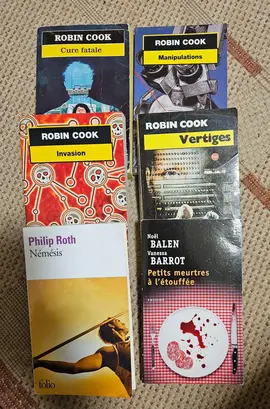 ROBIN COOK
Cure fatale
ROBIN COOK
Manipulations
ROBIN COOK
Invasion
ROBIN COOK
Vertiges
Philip Roth
Némésis
folio
Noël
BALEN
Vanessa
BARROT
Petits meurtres
à l'étouffée